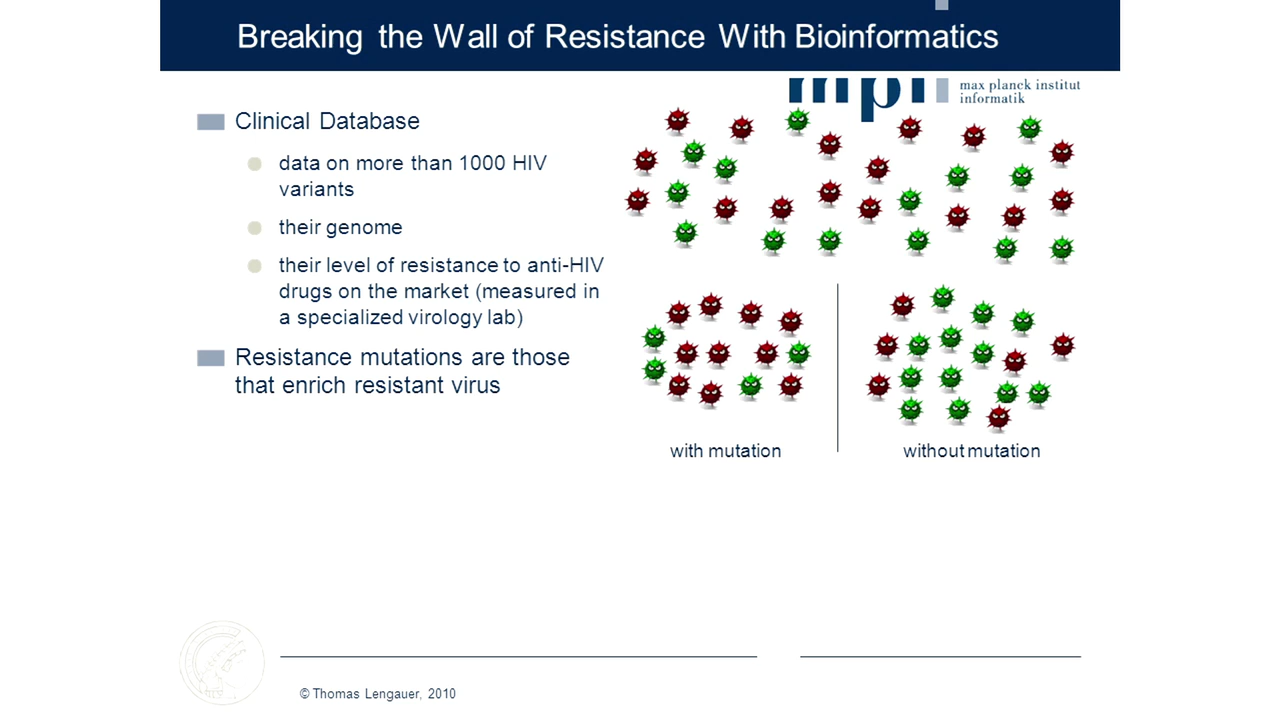 Breaking the Wall of Resistance With Bioinformatics
mpi
max planck institut
informatik
Clinical Database
data on more than 1000 HIV
variants
their genome
their level of resistance to anti-HIV
drugs on the market (measured in
a specialized virology lab)
Resistance mutations are those
that enrich resistant virus
with mutation
without mutation
© Thomas Lengauer, 2010